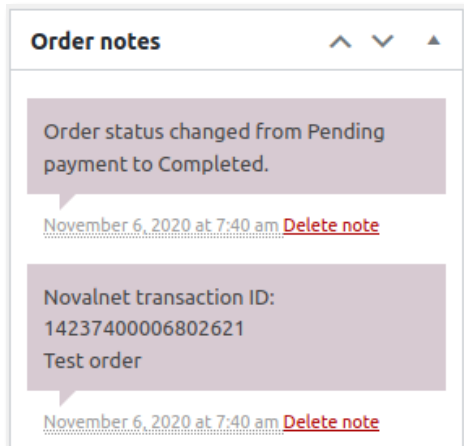 Order notes
Order status changed from Pending
payment to Completed.
November 6, 2020 at 7:40 am Delete note
Novalnet transaction ID:
14237400006802621
Test order
November 6, 2020 at 7:40 am Delete note